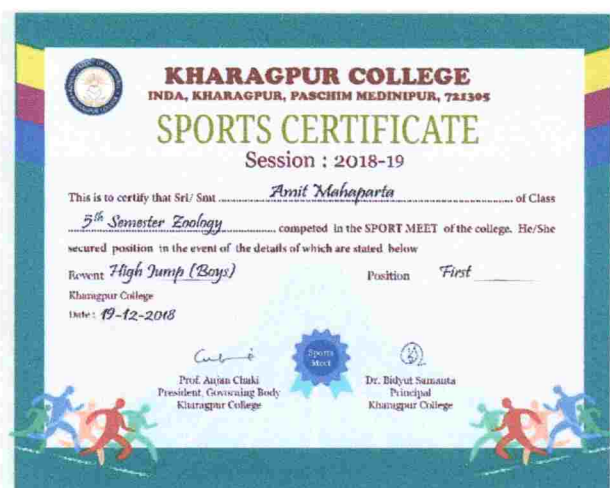 KHARAGPUR COLLEGE
INDA, KHARAGPUR, PASCHIM MEDINIPUR, 721305
SPORTS CERTIFICATE
Session : 2018-19
This is to certify that Sri/ Smt Amit Mahaparta of Class
5th Semester Zoology competed in the SPORT MEET of the college. He/She
secured position in the event of the details of which are stated below
Revent High Jump (Boys) Position First
Kharagpur College
Date : 19-12-2018
Sports
Meet
Prof. Anjan Chaki
President, Governing Body
Kharagpur College
Dr. Bidyut Samanta
Principal
Kharagpur College